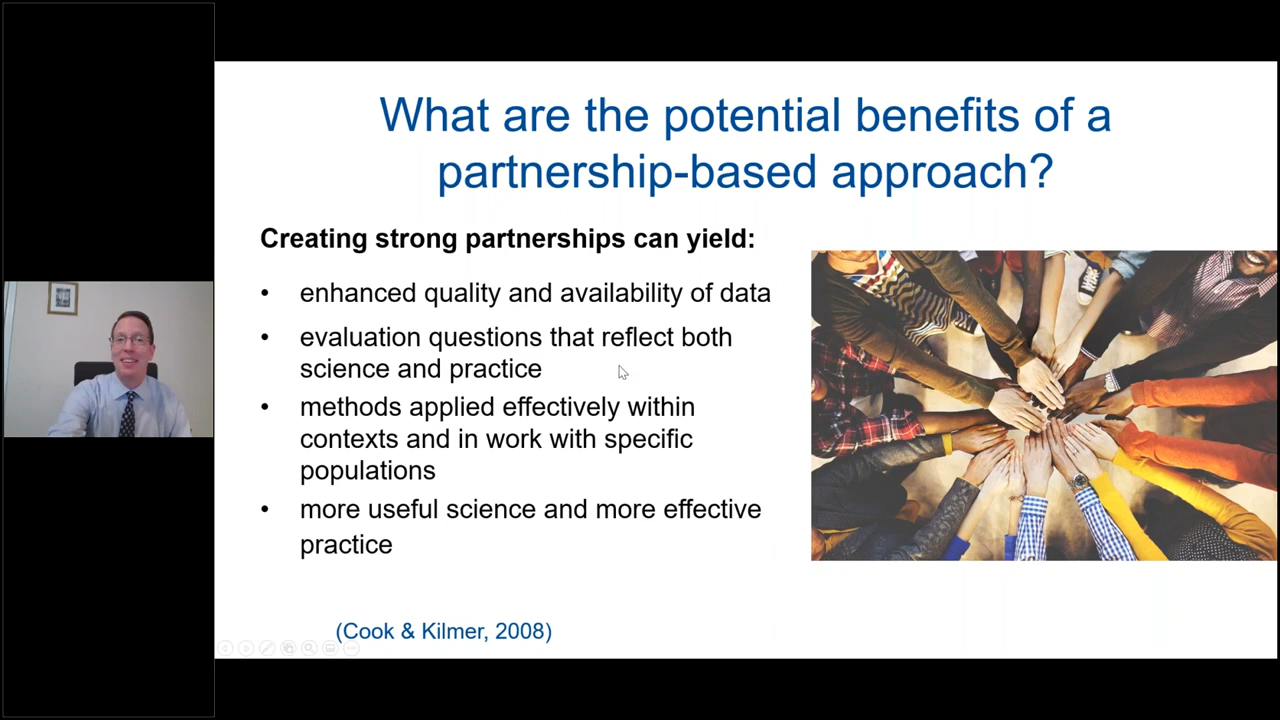 What are the potential benefits of a
partnership-based approach?
Creating strong partnerships can yield:
• enhanced quality and availability of data
• evaluation questions that reflect both
science and practice
• methods applied effectively within
contexts and in work with specific
populations
• more useful science and more effective
practice
(Cook & Kilmer, 2008)